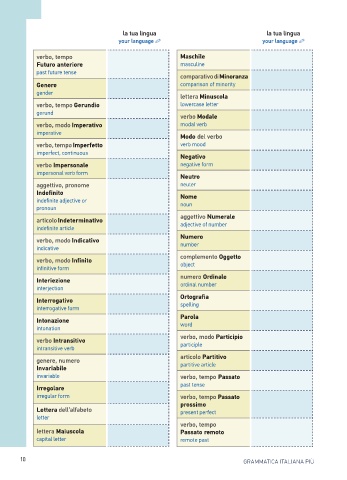 la tua lingua
your language
verbo, tempo
Futuro anteriore
past future tense
Genere
gender
verbo, tempo Gerundio
gerund
verbo, modo Imperativo
imperative
verbo, tempo Imperfetto
imperfect, continuous
verbo Impersonale
impersonal verb form
aggettivo, pronome
Indefinito
indefinite adjective or
pronoun
articolo Indeterminativo
indefinite article
verbo, modo Indicativo
indicative
verbo, modo Infinito
infinitive form
Interiezione
interjection
Interrogativo
interrogative form
Intonazione
intonation
verbo Intransitivo
intransitive verb
genere, numero
Invariabile
invariable
Irregolare
irregular form
Lettera dell'alfabeto
letter
lettera Maiuscola
capital letter
la tua lingua
your language
Maschile
masculine
comparativo di Minoranza
comparison of minority
lettera Minuscola
lowercase letter
verbo Modale
modal verb
Modo del verbo
verb mood
Negativo
negative form
Neutro
neuter
Nome
noun
aggettivo Numerale
adjective of number
Numero
number
complemento Oggetto
object
numero Ordinale
ordinal number
Ortografia
spelling
Parola
word
verbo, modo Participio
participle
articolo Partitivo
partitive article
verbo, tempo Passato
past tense
verbo, tempo Passato
prossimo
present perfect
verbo, tempo
Passato remoto
remote past
10
GRAMMATICA ITALIANA PIÙ